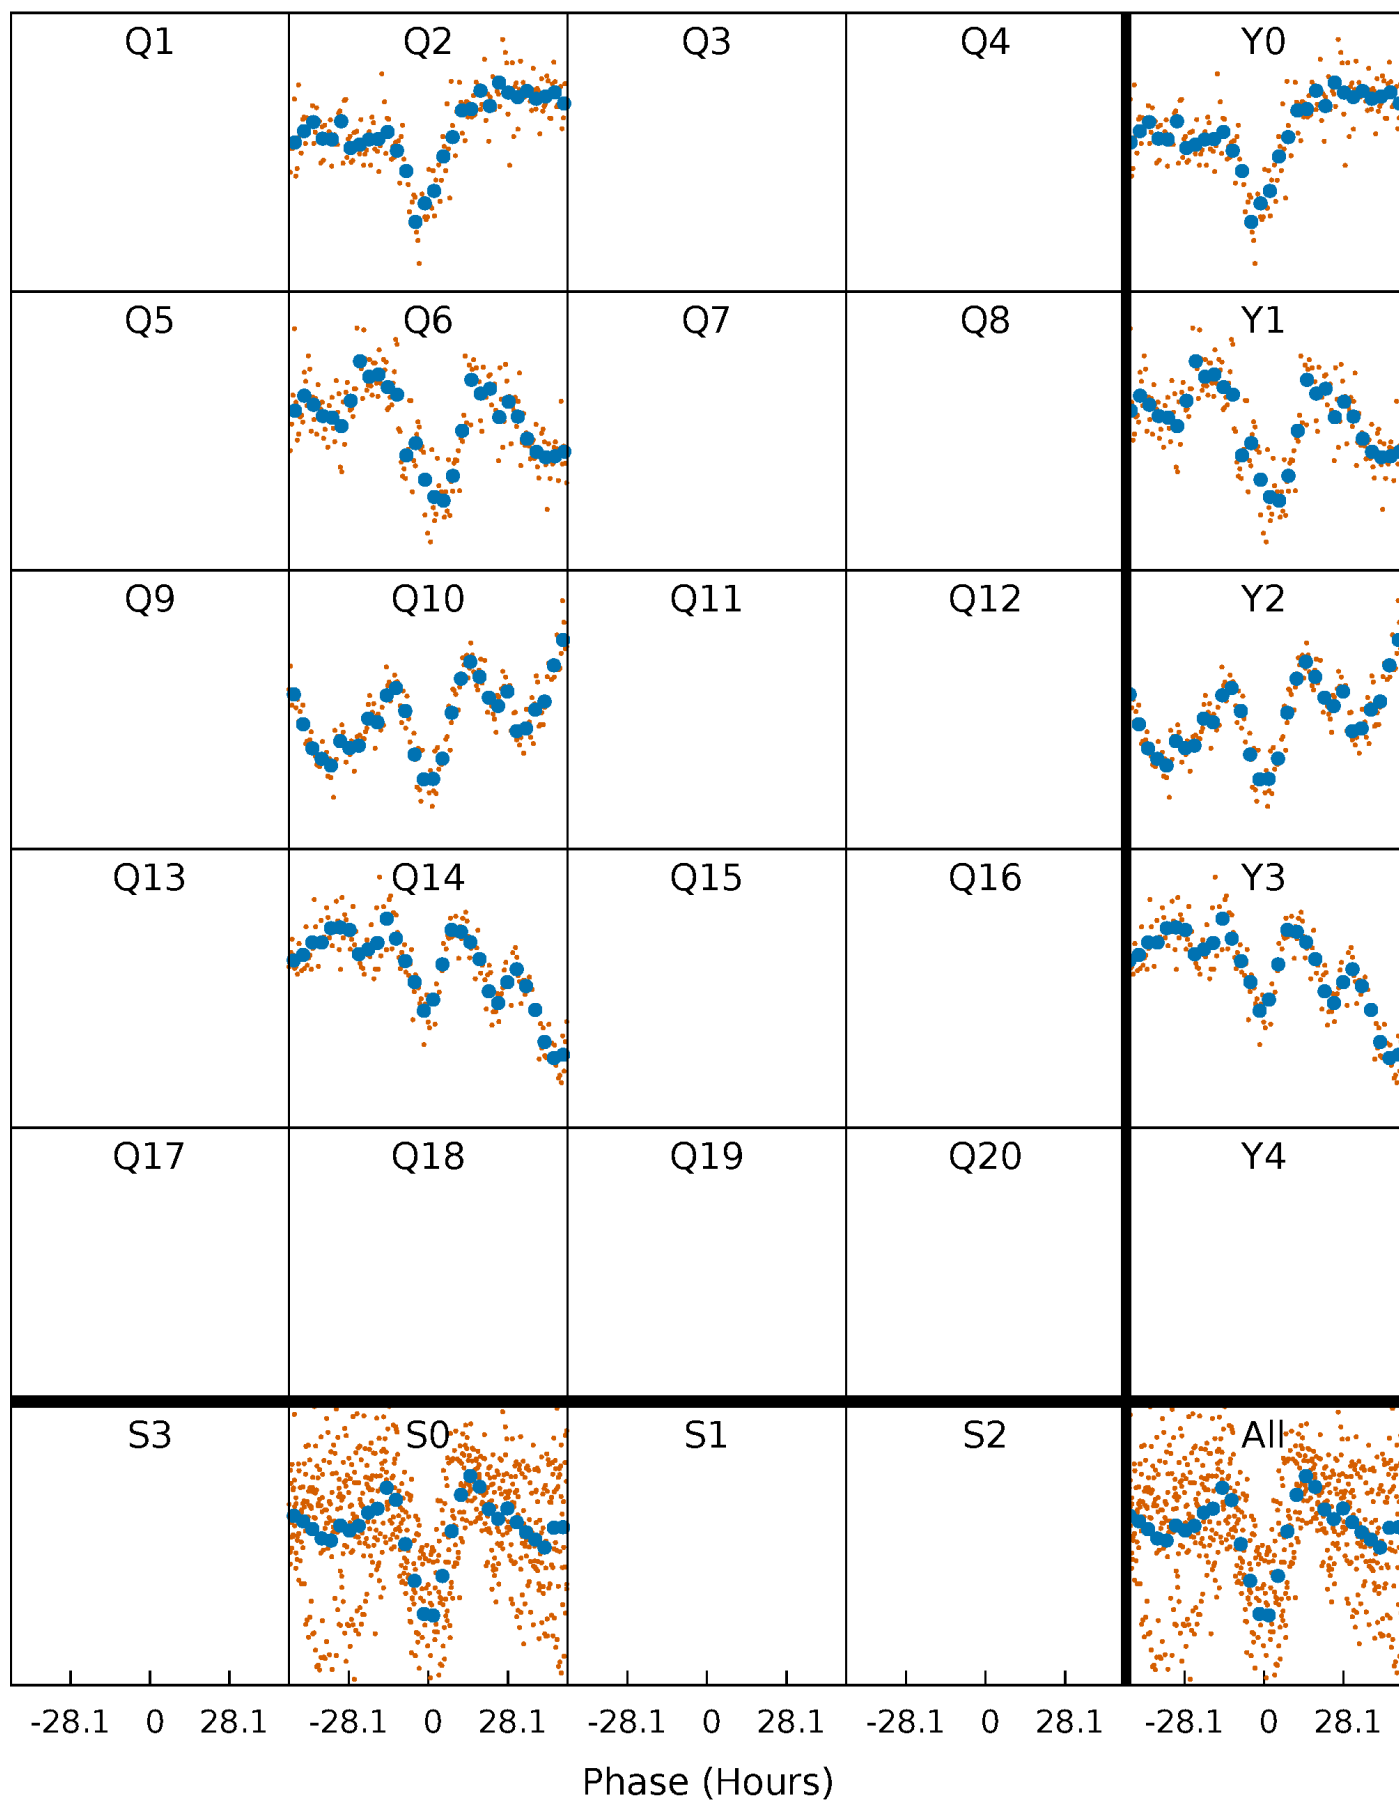 Q1 Q2 Q3 Q4 Y0
Q5 Q6 Q7 Q8 Y1
Q9 Q10 Q11 Q12 Y2
Q13 Q14 Q15 Q16 Y3
Q17 Q18 Q19 Q20 Y4
S3 S0 S1 S2 All
-28.1 0 28.1 -28.1 0 28.1 -28.1 0 28.1 -28.1 0 28.1 -28.1 0 28.1
Phase (Hours)